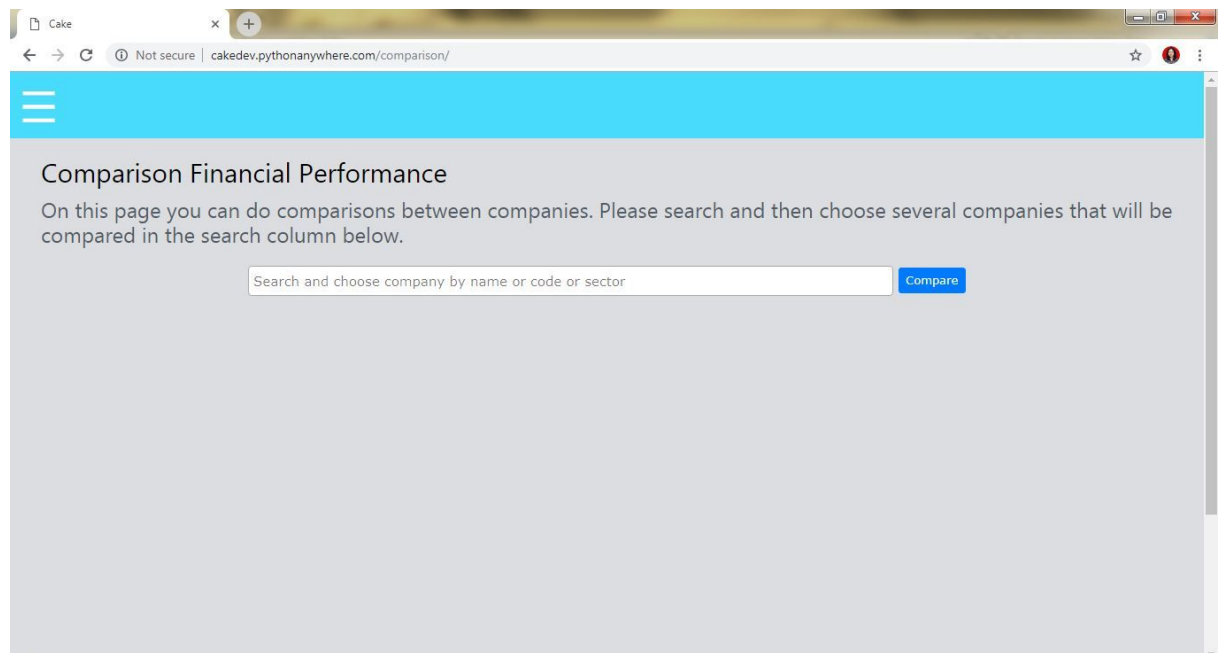 Cake
Not secure | cakedev.pythonanywhere.com/comparison/
Comparison Financial Performance
On this page you can do comparisons between companies. Please search and then choose several companies that will be
compared in the search column below.
Search and choose company by name or code or sector
Compare